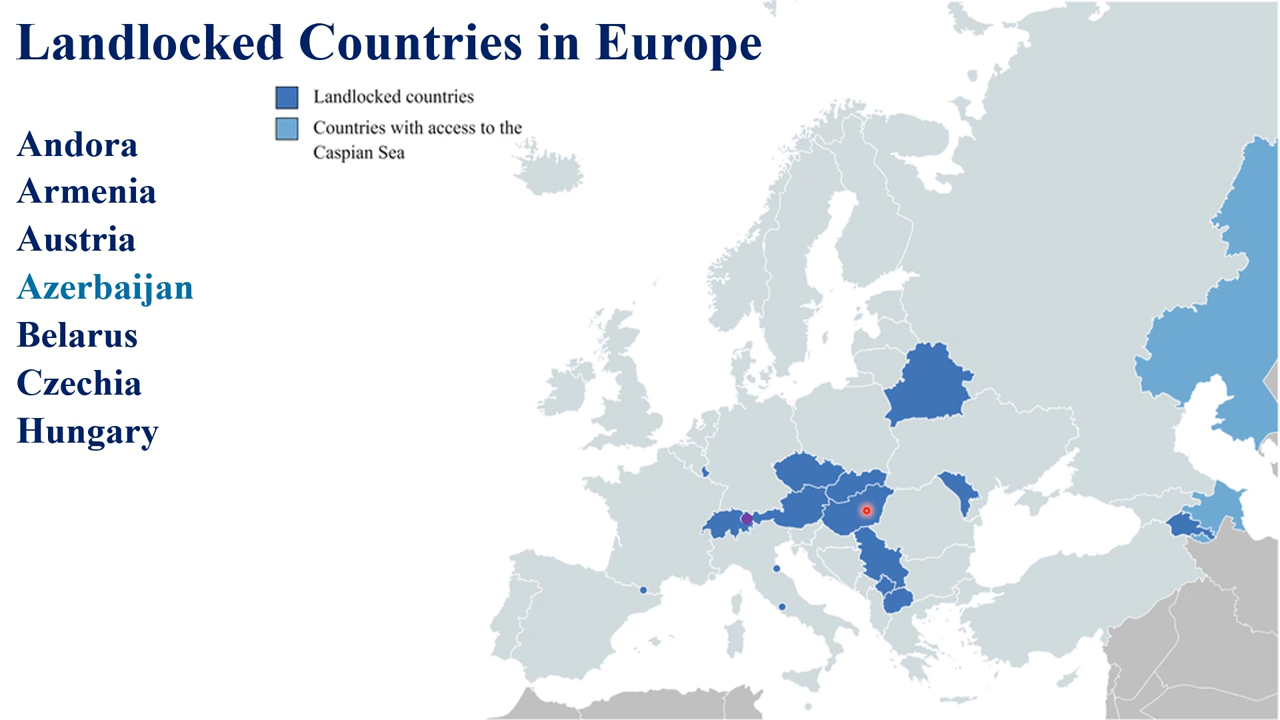 Landlocked Countries in Europe
Landlocked countries
Countries with access to the
Caspian Sea
Andora
Armenia
Austria
Azerbaijan
Belarus
Czechia
Hungary